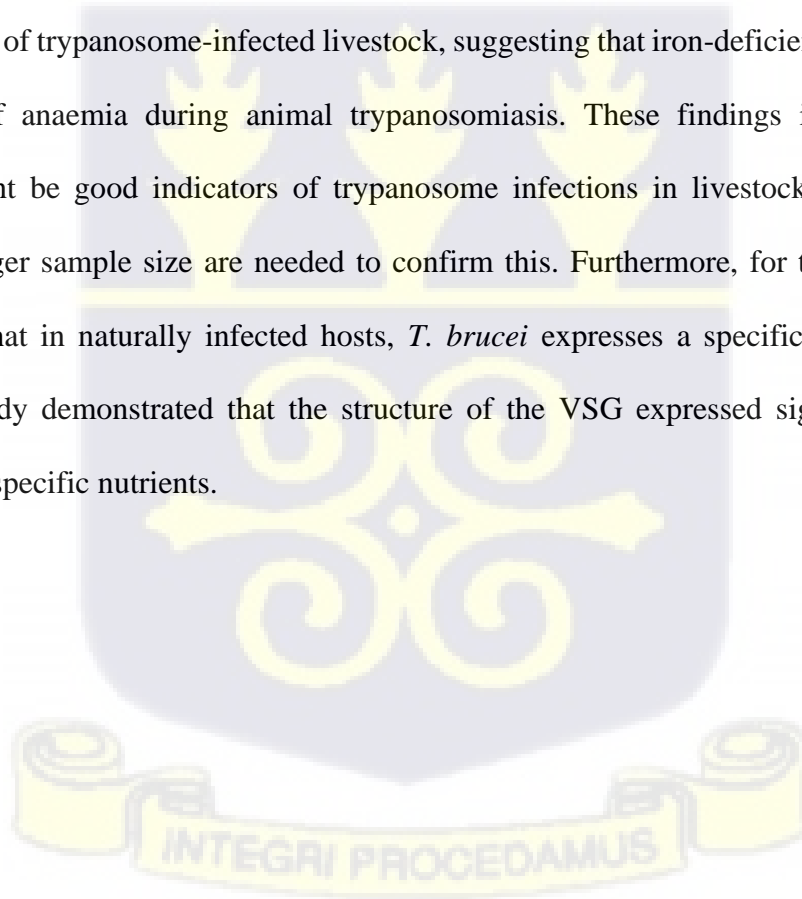 of trypanosome-infected livestock, suggesting that iron-deficie
f anaemia during animal trypanosomiasis. These findings i
nt be good indicators of trypanosome infections in livestock
ger sample size are needed to confirm this. Furthermore, for t
hat in naturally infected hosts, T. brucei expresses a specific
dy demonstrated that the structure of the VSG expressed sig
specific nutrients.
INTEGRI PROCEDAMUS